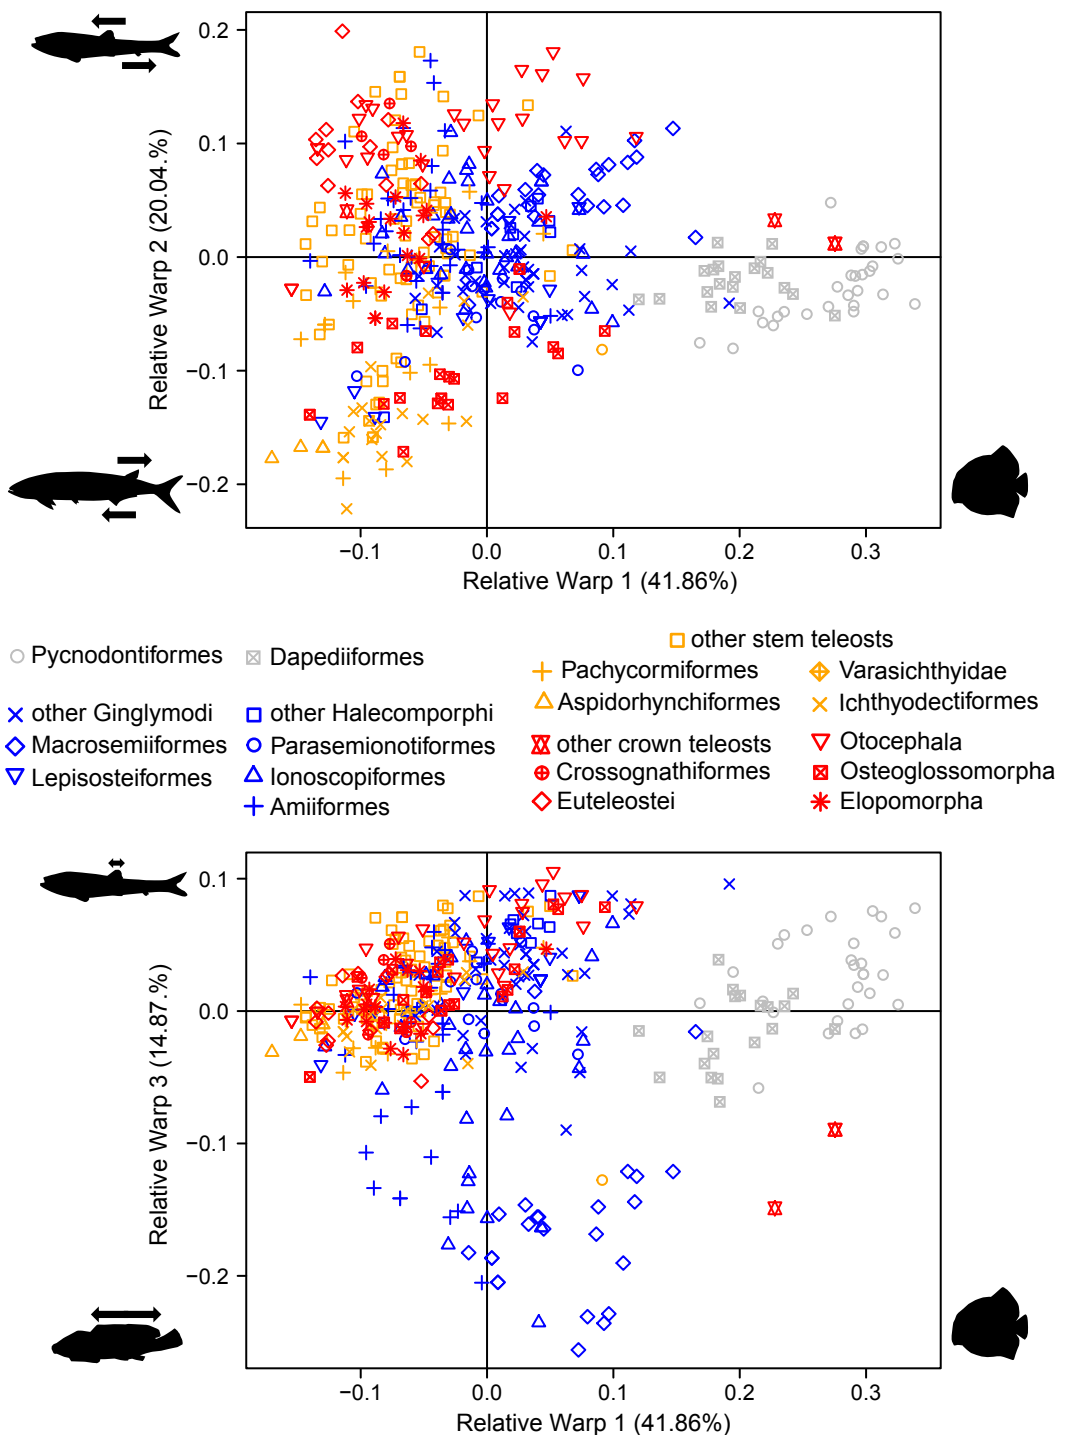 0.2
0.1
0.0
−0.1
−0.2
Relative Warp 2 (20.04.%)
−0.1 0.0 0.1 0.2 0.3
Relative Warp 1 (41.86%)
other stem teleosts
Pycnodontiformes Dapediiformes
Pachycormiformes Varasichthyidae
Aspidorhynchiformes Ichthyodectiformes
other Ginglymodi other Halecomporphi
Macrosemiiformes Parasemionotiformes
Lepisosteiformes Ionoscopiformes
Amiiformes
other crown teleosts Otocephala
Crossognathiformes Osteoglossomorpha
Euteleostei Elopomorpha
0.1
0.0
−0.1
−0.2
Relative Warp 3 (14.87.%)
−0.1 0.0 0.1 0.2 0.3
Relative Warp 1 (41.86%)